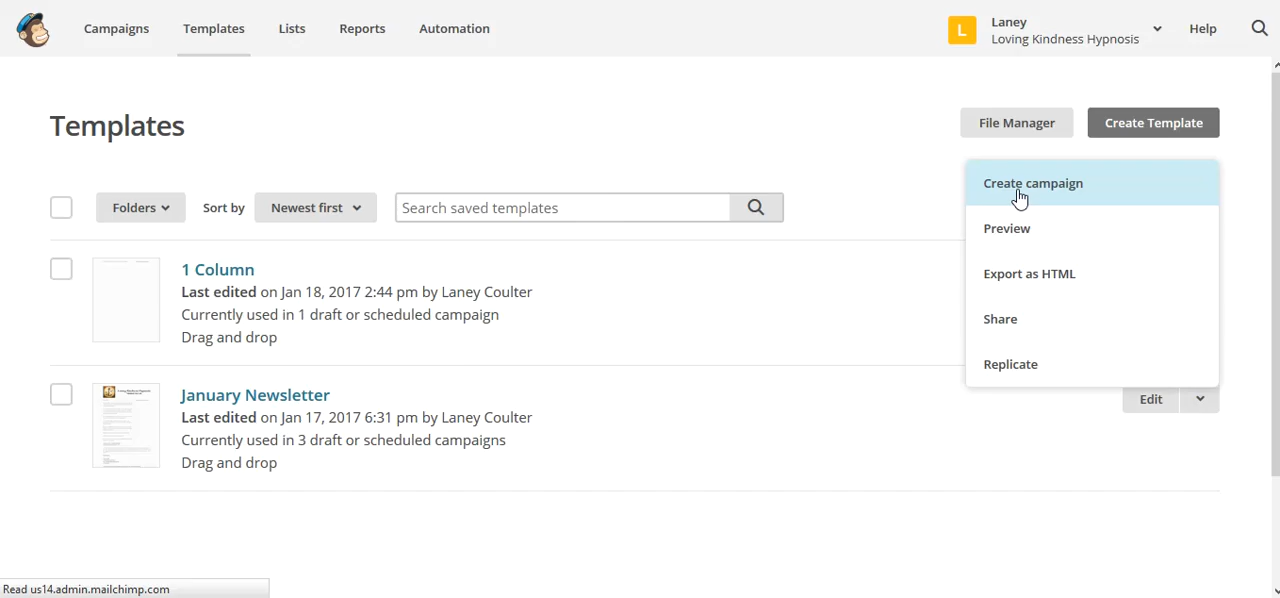 Campaigns Templates Lists Reports Automation
L Laney
Loving Kindness Hypnosis
Help
Templates
File Manager Create Template
Folders Sort by Newest first Search saved templates
Create campaign
Preview
Export as HTML
Share
Replicate
1 Column
Last edited on Jan 18, 2017 2:44 pm by Laney Coulter
Currently used in 1 draft or scheduled campaign
Drag and drop
January Newsletter
Last edited on Jan 17, 2017 6:31 pm by Laney Coulter
Currently used in 3 draft or scheduled campaigns
Drag and drop
Edit
Read us14.admin.mailchimp.com